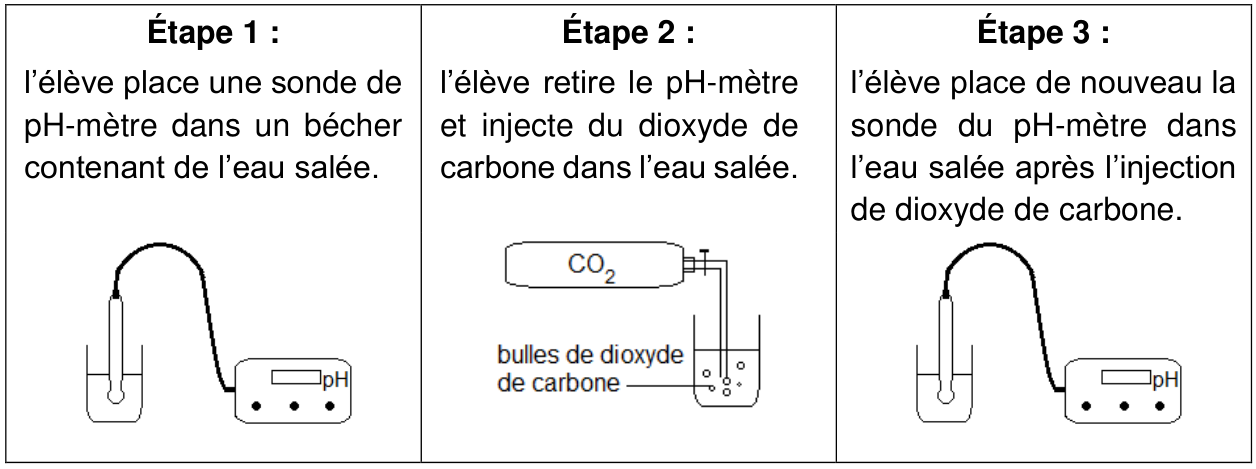 Étape 1 :
l’élève place une sonde de
pH-mètre dans un bécher
contenant de l’eau salée.
pH
Étape 2 :
l’élève retire le pH-mètre
et injecte du dioxyde de
carbone dans l’eau salée.
CO2
bulles de dioxyde
de carbone
Étape 3 :
l’élève place de nouveau la
sonde du pH-mètre dans
l’eau salée après l’injection
de dioxyde de carbone.
pH